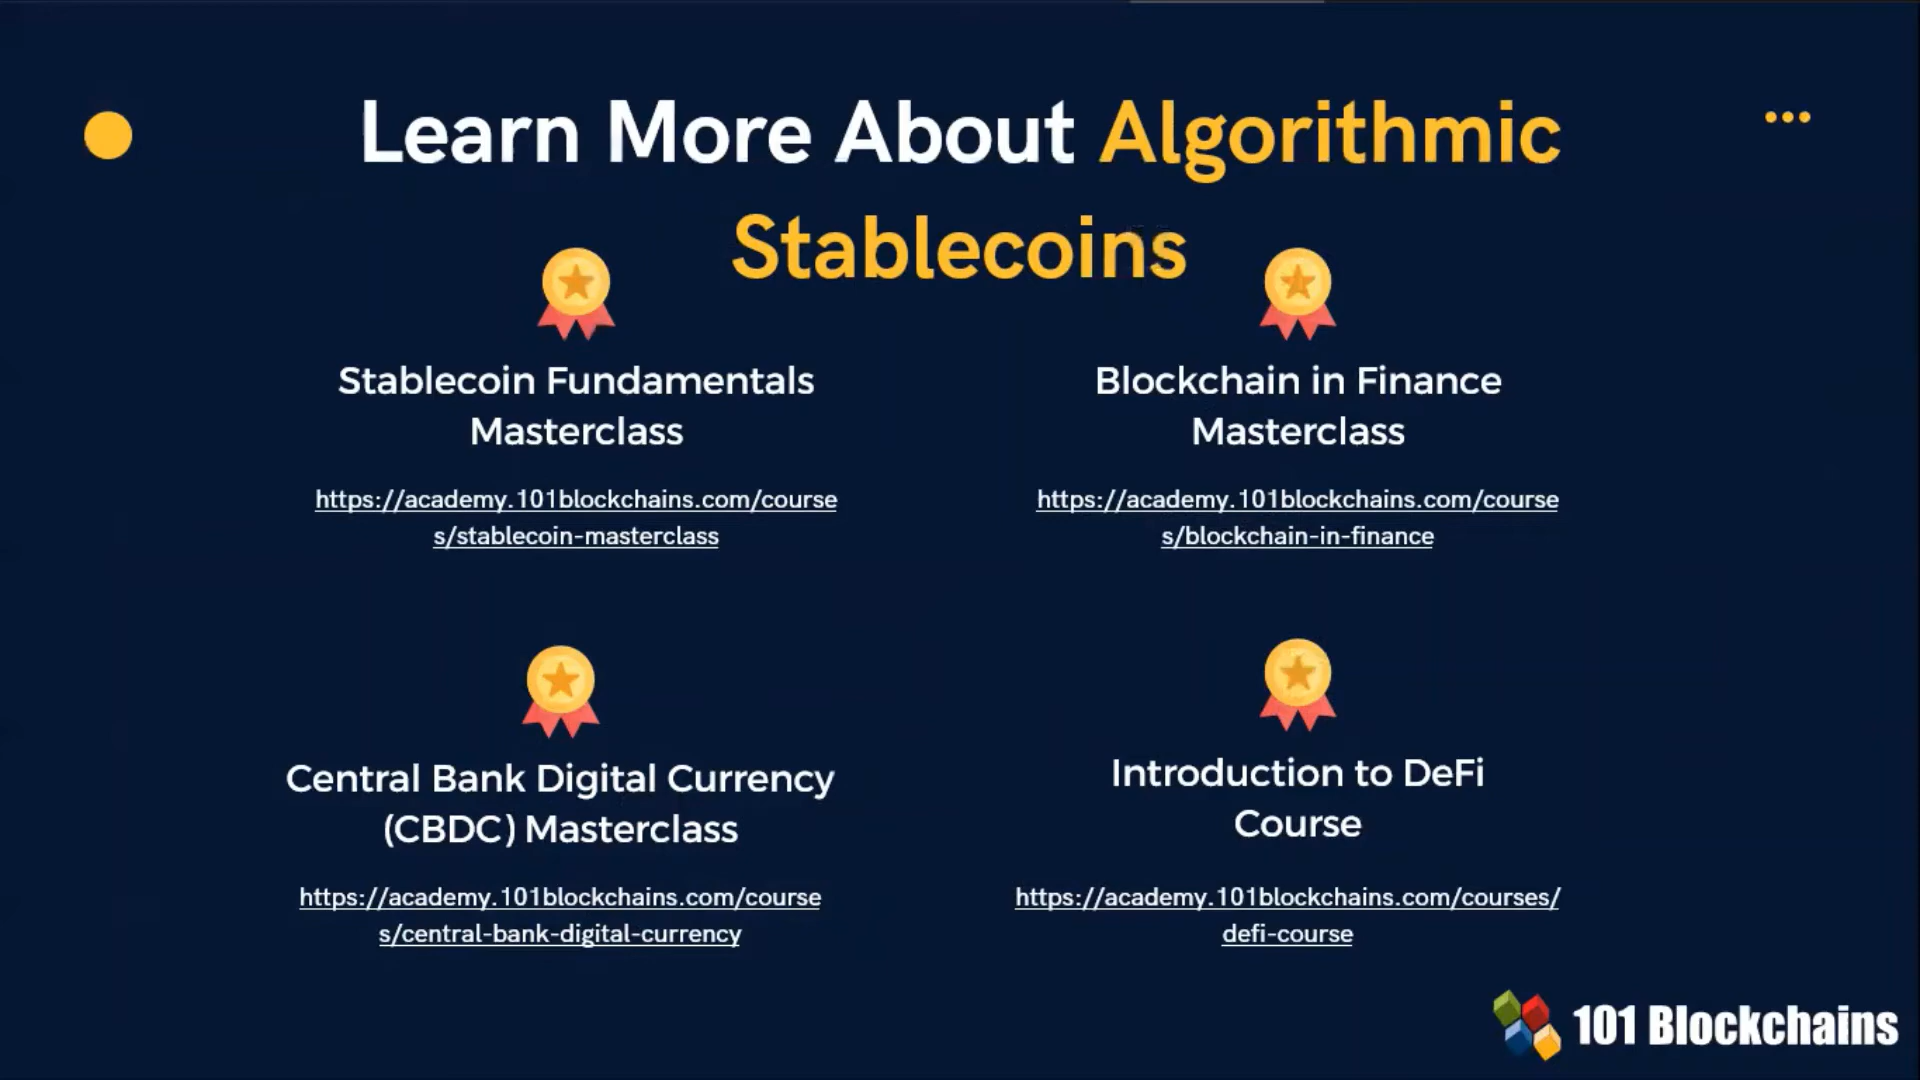 Learn More About Algorithmic
Stablecoins
Stablecoin Fundamentals
Masterclass
https://academy.101blockchains.com/course
s/stablecoin-masterclass
Blockchain in Finance
Masterclass
https://academy.101blockchains.com/course
s/blockchain-in-finance
Central Bank Digital Currency
(CBDC) Masterclass
https://academy.101blockchains.com/course
s/central-bank-digital-currency
Introduction to DeFi
Course
https://academy.101blockchains.com/courses/
defi-course
101 Blockchains